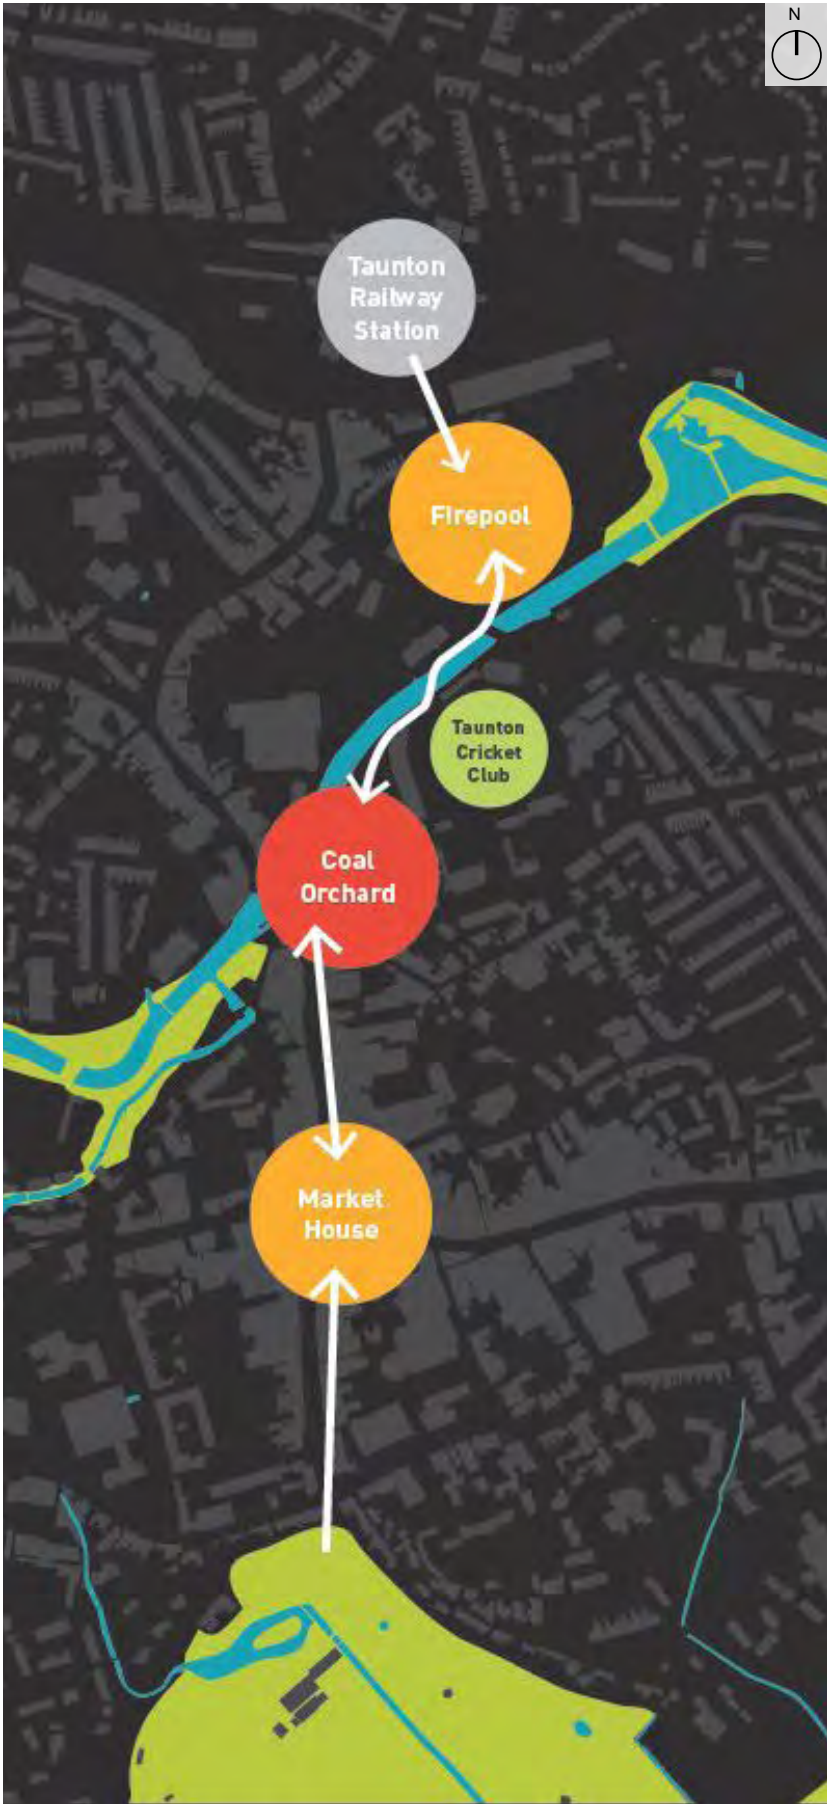 N
Taunton
Railway
Station
Firepool
Taunton
Cricket
Club
Coal
Orchard
Market
House